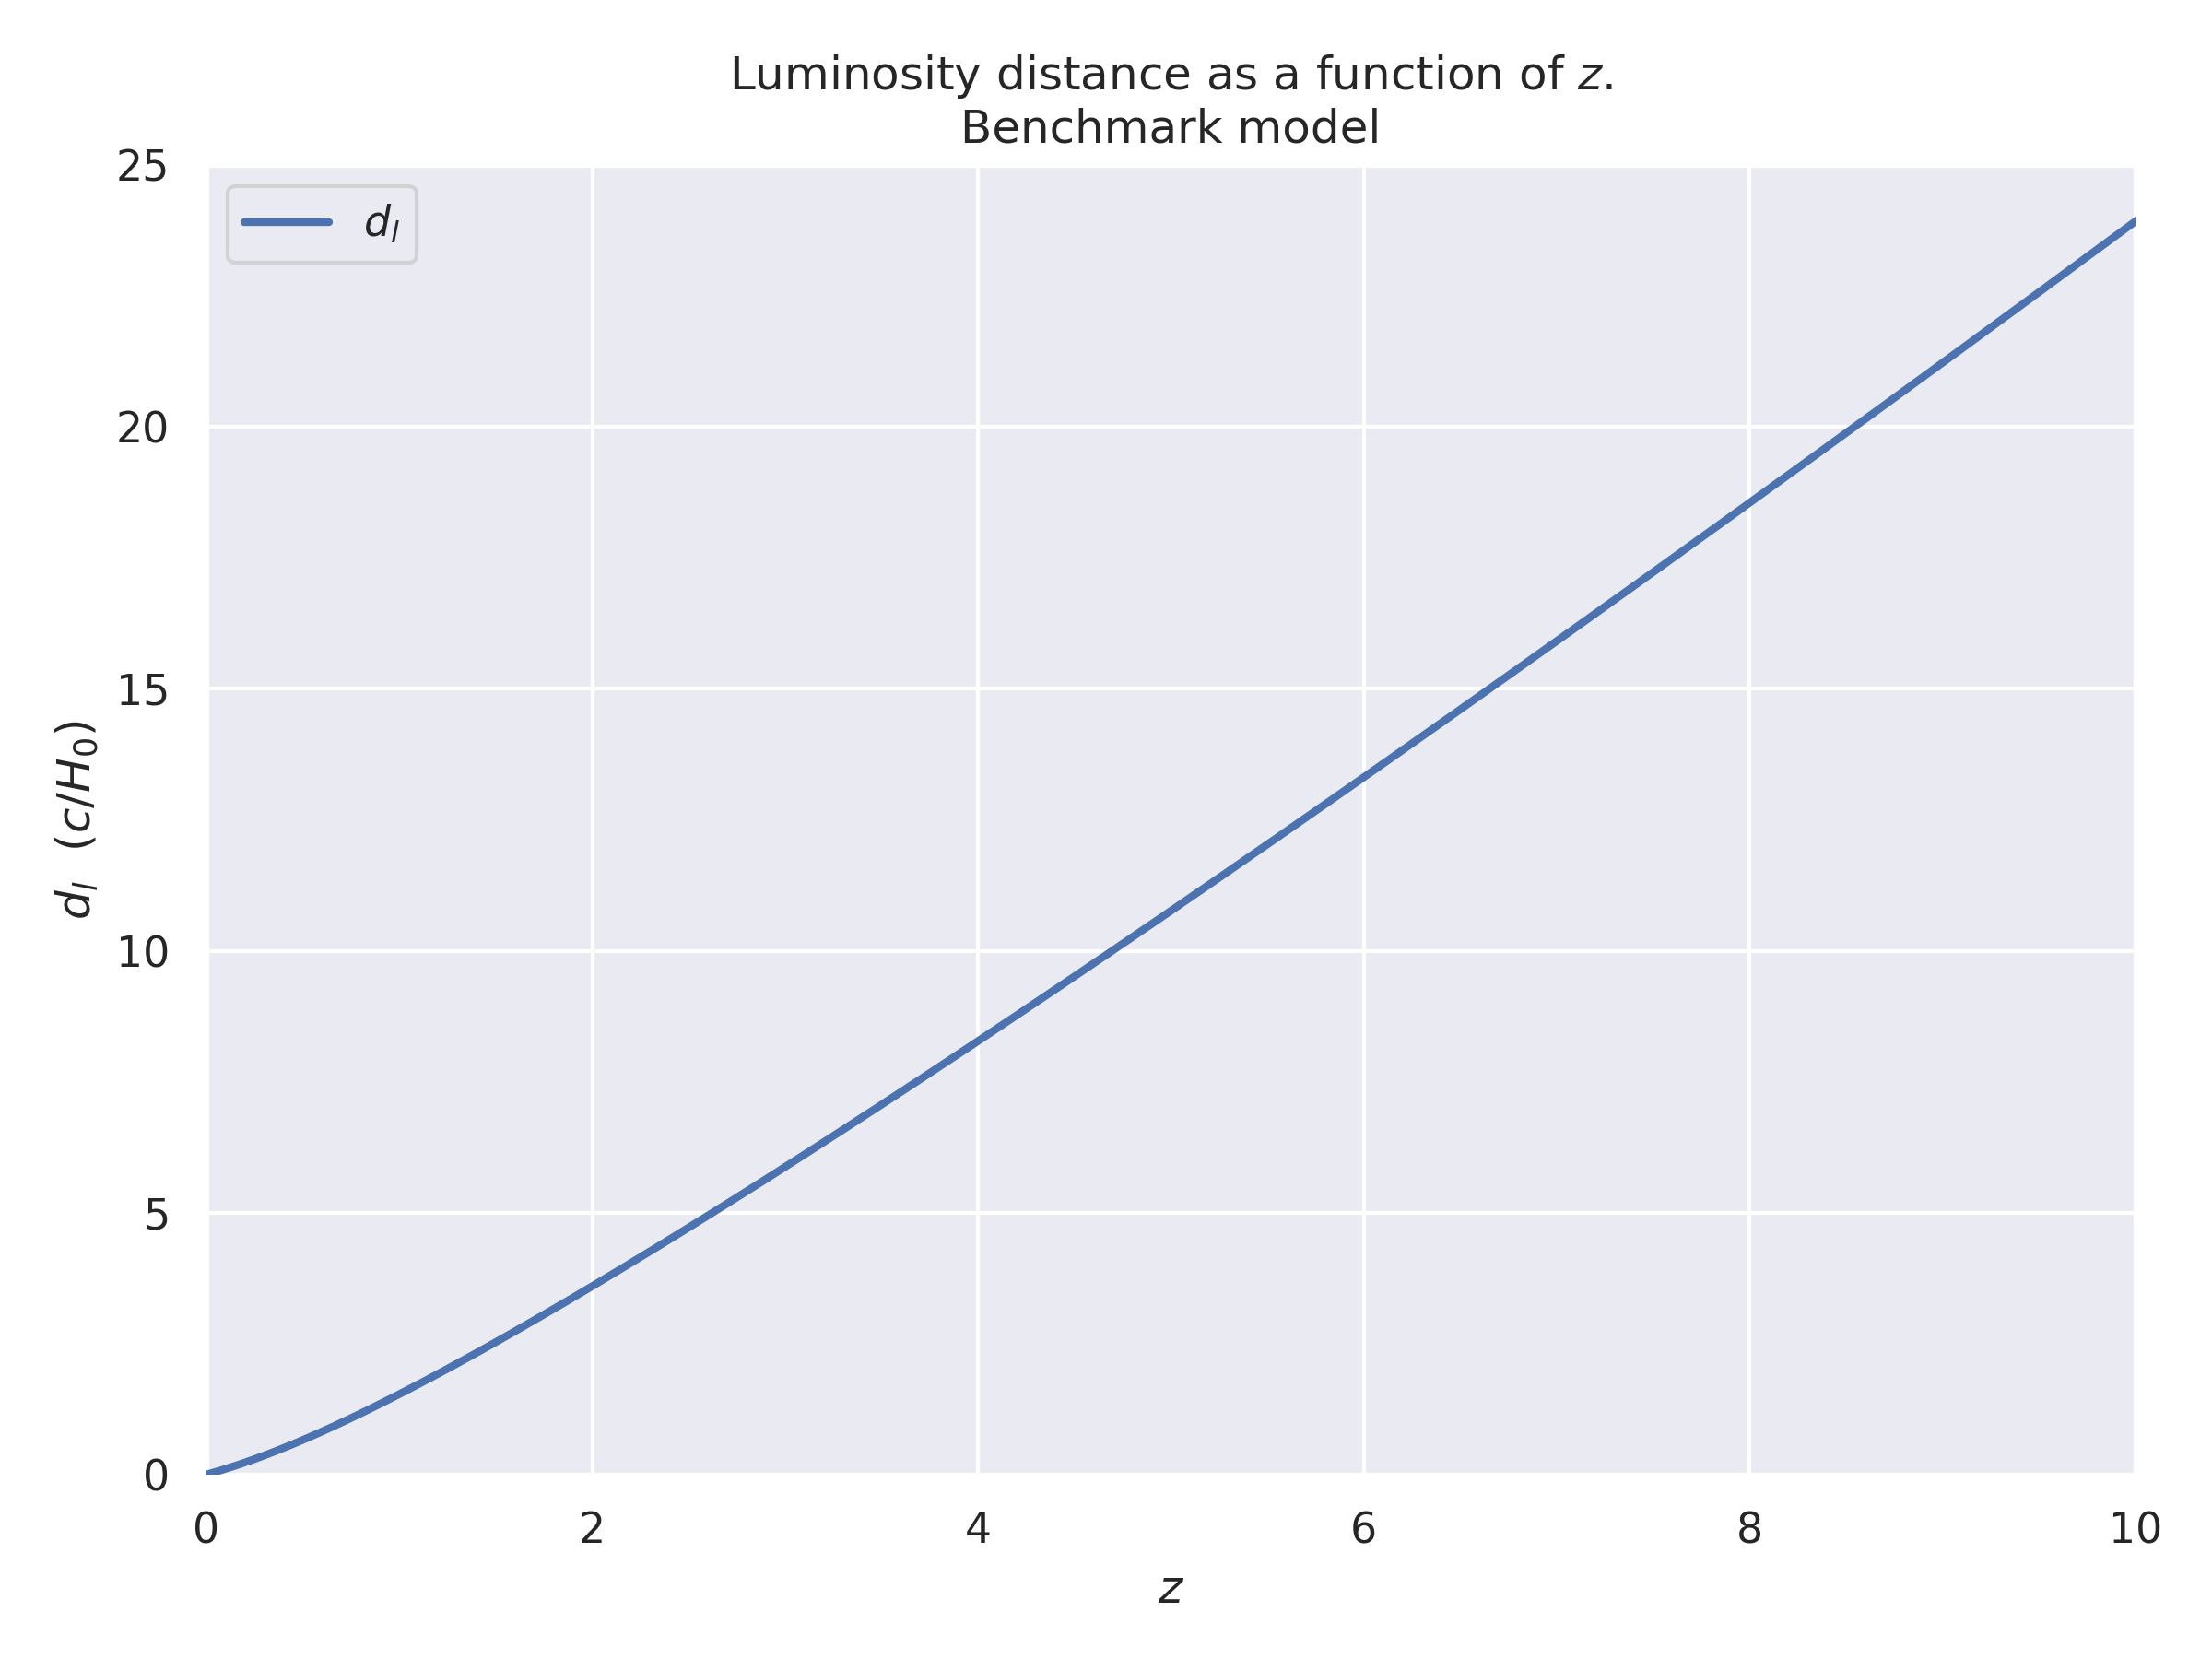 Luminosity distance as a function of z.
Benchmark model
25
20
15
10
5
0
d_l (c/H_0)
d_l
0 2 4 6 8 10
z